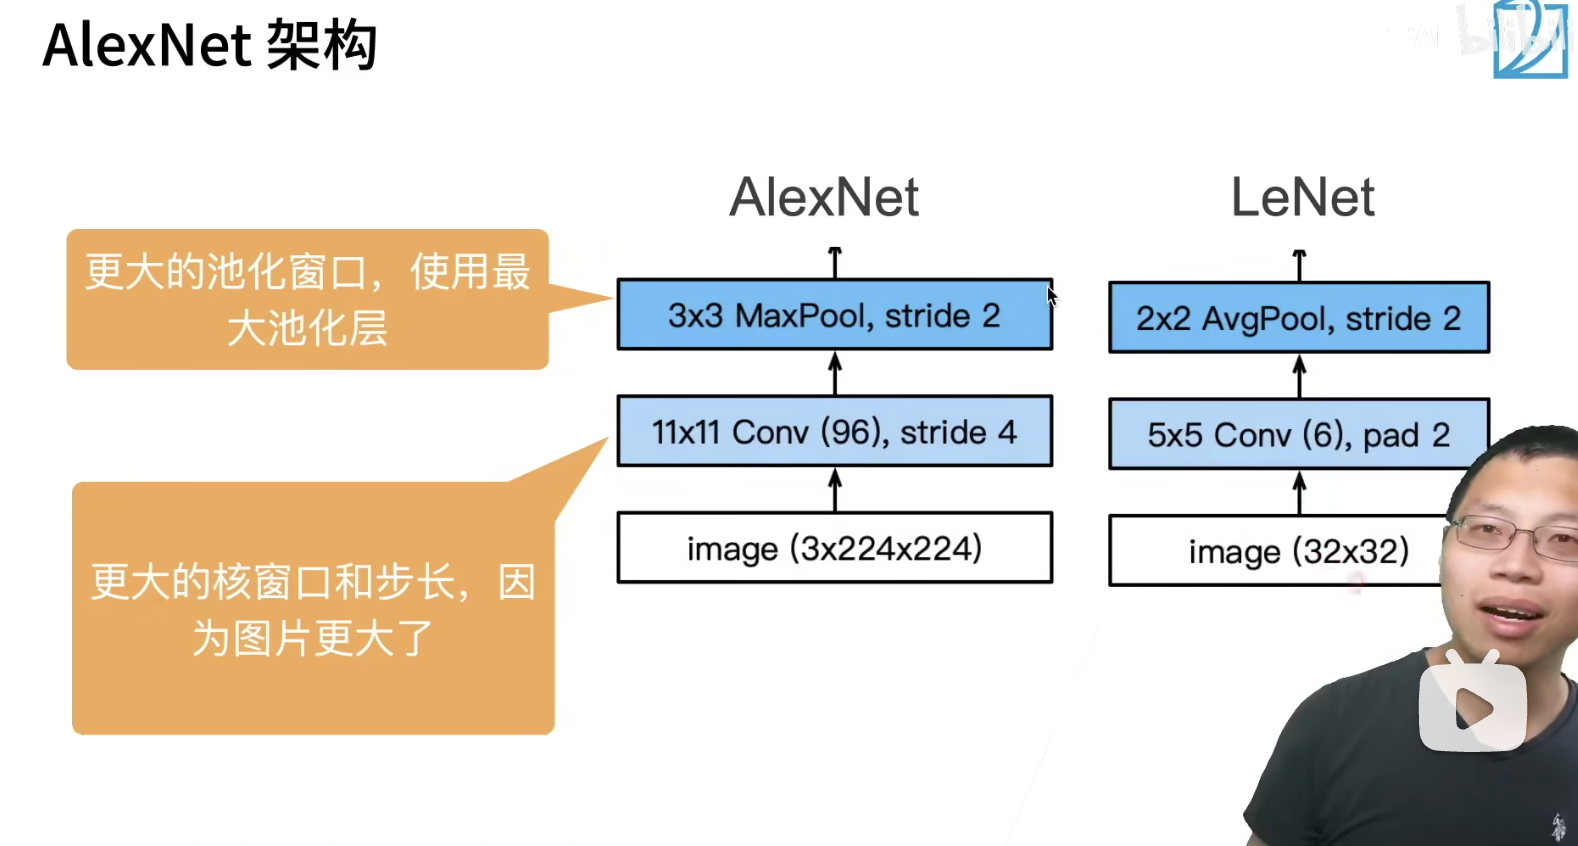 AlexNet 架构
bilibili
AlexNet
LeNet
更大的池化窗口，使用最
大池化层
3x3 MaxPool, stride 2
2x2 AvgPool, stride 2
11x11 Conv (96), stride 4
5x5 Conv (6), pad 2
更大的核窗口和步长，因
为图片更大了
image (3x224x224)
image (32x32)